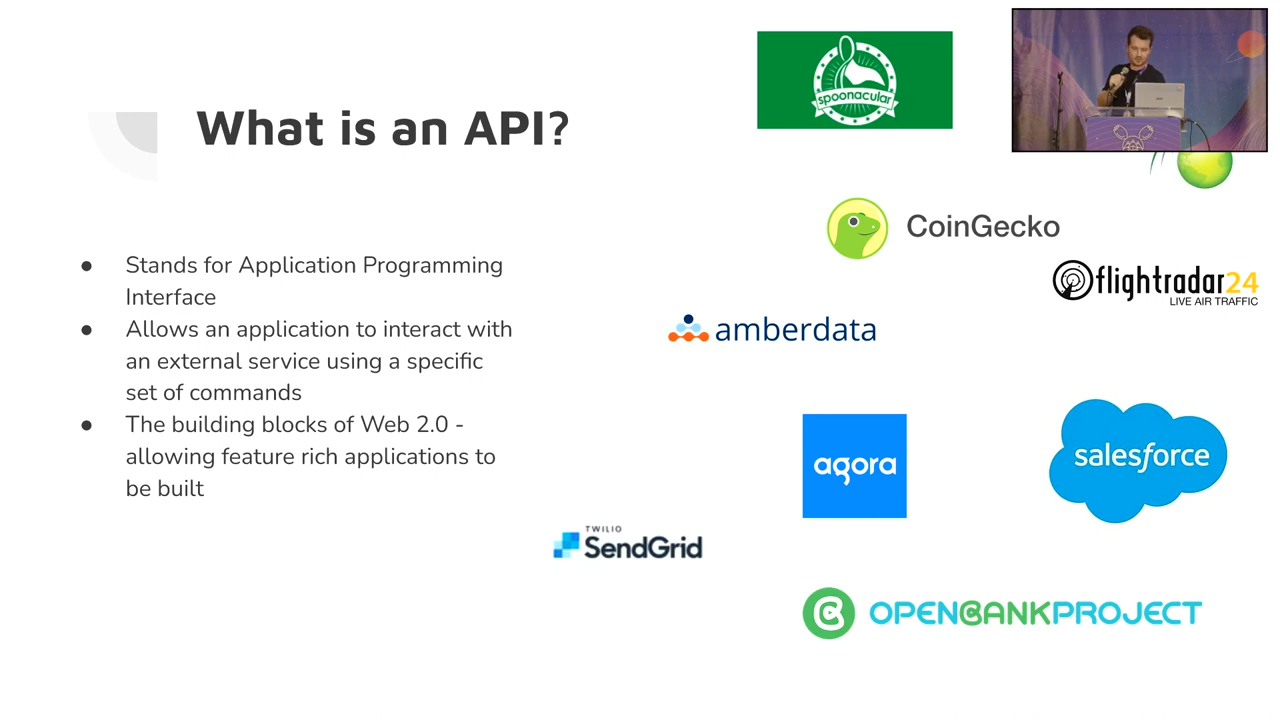 What is an API?
● Stands for Application Programming
Interface
● Allows an application to interact with
an external service using a specific
set of commands
● The building blocks of Web 2.0 -
allowing feature rich applications to
be built
spoonacular
CoinGecko
flightradar24
LIVE AIR TRAFFIC
amberdata
agora
salesforce
TWILIO
SendGrid
OPENBANKPROJECT